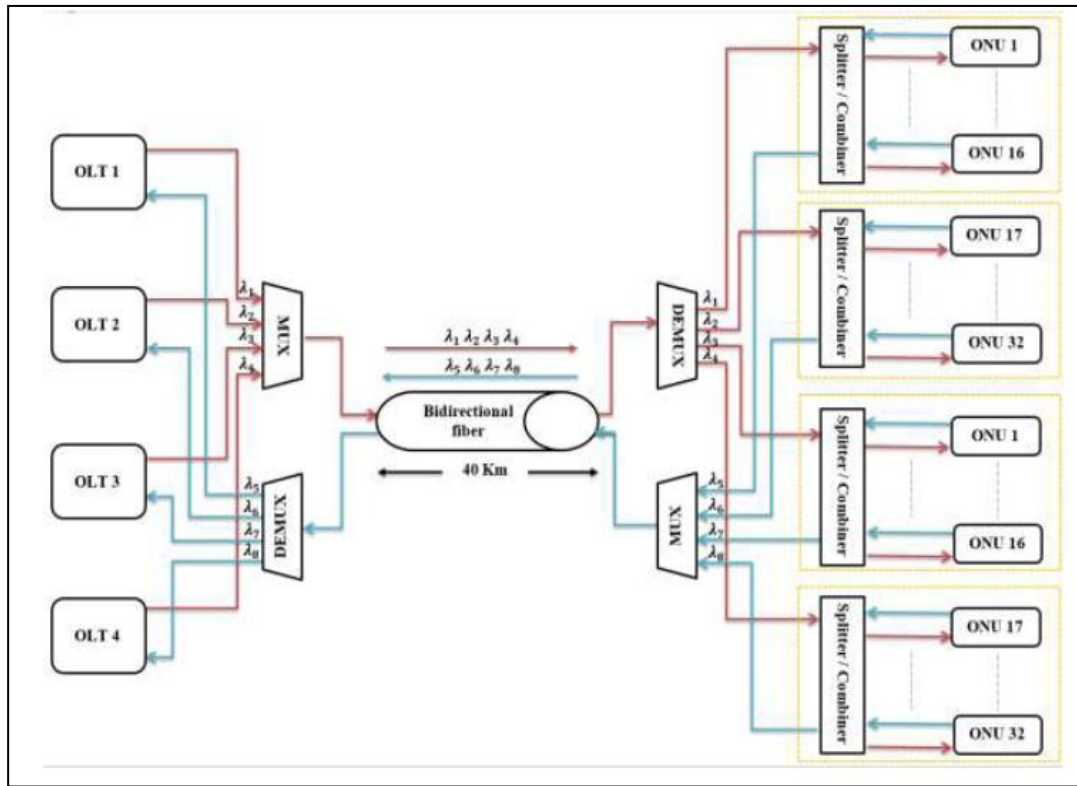 OLT 1
OLT 2
OLT 3
OLT 4
λ1
λ2
λ3
λ4
MUX
λ5
λ6
λ7
λ8
DEMUX
λ1 λ2 λ3 λ4
λ5 λ6 λ7 λ8
Bidirectional
fiber
40 Km
DEMUX
λ1
λ2
λ3
λ4
MUX
λ5
λ6
λ7
λ8
Splitter / Combiner
ONU 1
ONU 16
Splitter / Combiner
ONU 17
ONU 32
Splitter / Combiner
ONU 1
ONU 16
Splitter / Combiner
ONU 17
ONU 32